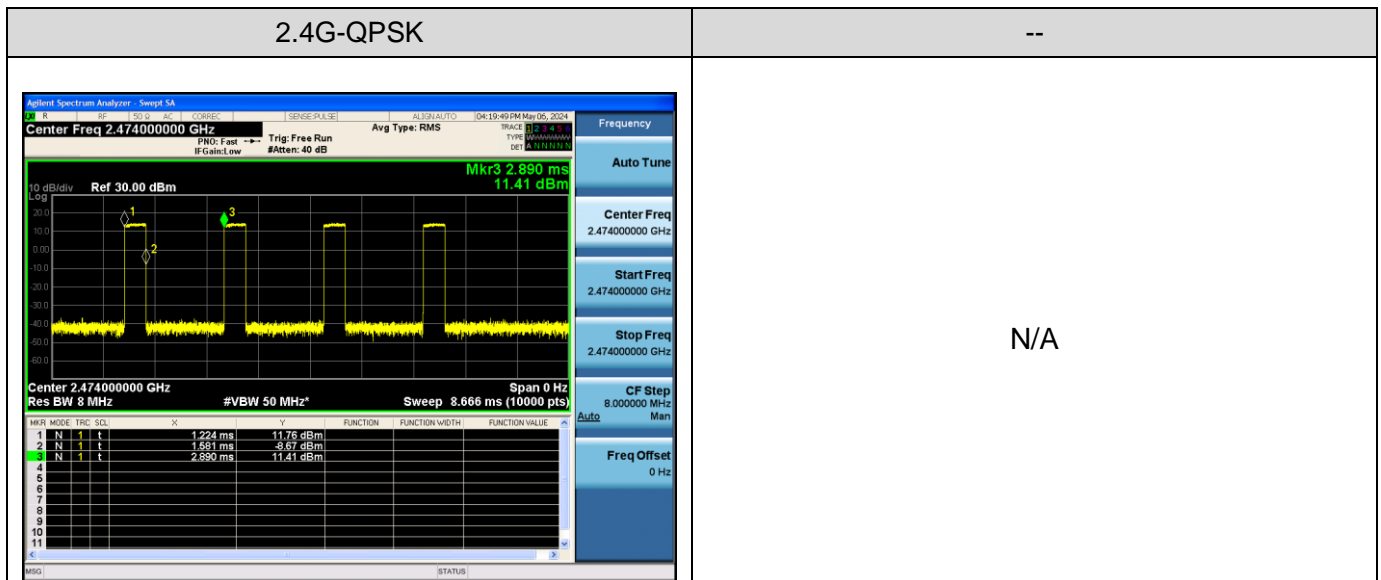 2.4G-QPSK --
Agilent Spectrum Analyzer - Swept SA
R RF 50 Ω AC CORREC SENSE:PULSE ALIGNAUTO 04:19:49 PM May 06, 2024
Center Freq 2.474000000 GHz
PNO: Fast
IFGain:Low
Trig: Free Run
#Atten: 40 dB
Avg Type: RMS
TRACE 1 2 3 4 5 6
TYPE
DET A N N N N N
Frequency
Mkr3 2.890 ms
11.41 dBm
10 dB/div Ref 30.00 dBm
Log
20.0
10.0
0.00
-10.0
-20.0
-30.0
-40.0
-50.0
-60.0
1
2
3
Center 2.474000000 GHz Span 0 Hz
Res BW 8 MHz #VBW 50 MHz* Sweep 8.666 ms (10000 pts)
MKR MODE TRC SCL X Y FUNCTION FUNCTION WIDTH FUNCTION VALUE
1 N 1 t 1.224 ms 11.76 dBm
2 N 1 t 1.581 ms -8.67 dBm
3 N 1 t 2.890 ms 11.41 dBm
4
5
6
7
8
9
10
11
MSG STATUS
Auto Tune
Center Freq
2.474000000 GHz
Start Freq
2.474000000 GHz
Stop Freq
2.474000000 GHz
CF Step
8.000000 MHz
Auto Man
Freq Offset
0 Hz
N/A